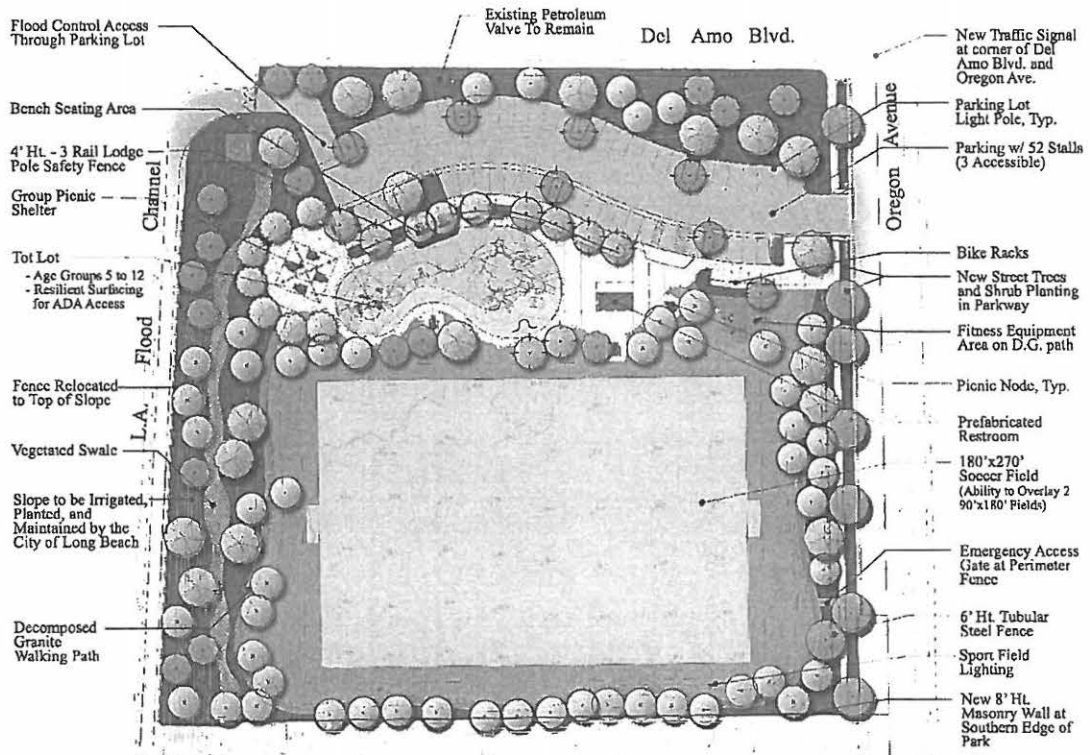 Del Amo Blvd.
Existing Petroleum
Valve To Remain
Flood Control Access
Through Parking Lot
Bench Seating Area
4' Ht. - 3 Rail Lodge
Pole Safety Fence
Group Picnic
Shelter
Tot Lot
- Age Groups 5 to 12
- Resilient Surfacing
for ADA Access
Fence Relocated
to Top of Slope
Vegetated Swale
Slope to be Irrigated,
Planted, and
Maintained by the
City of Long Beach
Decomposed
Granite
Walking Path
L.A. Flood Channel
Oregon Avenue
New Traffic Signal
at corner of Del
Amo Blvd. and
Oregon Ave.
Parking Lot
Light Pole, Typ.
Parking w/ 52 Stalls
(3 Accessible)
Bike Racks
New Street Trees
and Shrub Planting
in Parkway
Fitness Equipment
Area on D.G. path
Picnic Node, Typ.
Prefabricated
Restroom
180'x270'
Soccer Field
(Ability to Overlay 2
90'x180' Fields)
Emergency Access
Gate at Perimeter
Fence
6' Ht. Tubular
Steel Fence
Sport Field
Lighting
New 8' Ht.
Masonry Wall at
Southern Edge of
Park